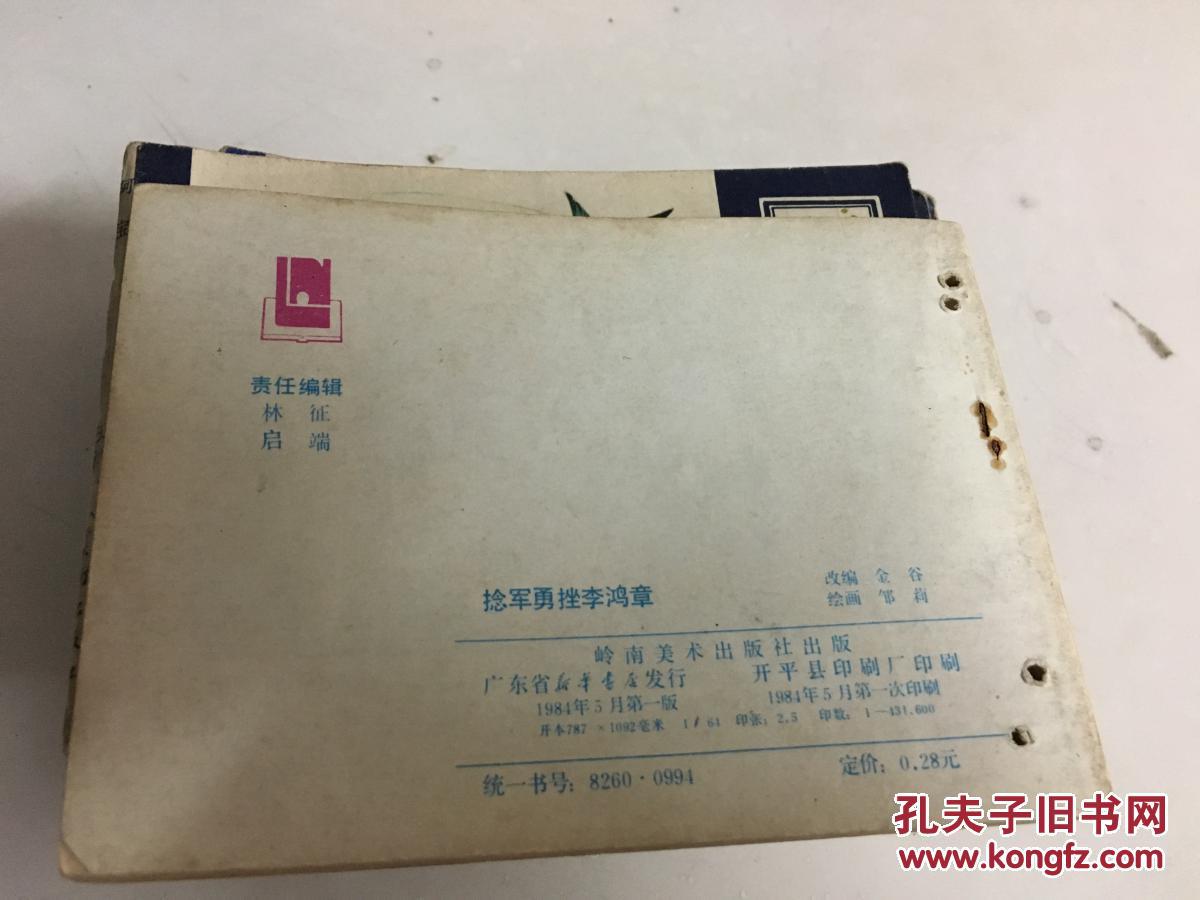 责任编辑
林 征
启 端
捻军勇挫李鸿章
改编 金 谷
绘画 邹 莉
岭南美术出版社出版
广东省新华书店发行 开平县印刷厂印刷
1984年5月第一版 1984年5月第一次印刷
开本787×1092毫米 1/64 印张:2.5 印数:1—431,600
统一书号:8260·0994 定价:0.28元
孔夫子旧书网
www.kongfz.com